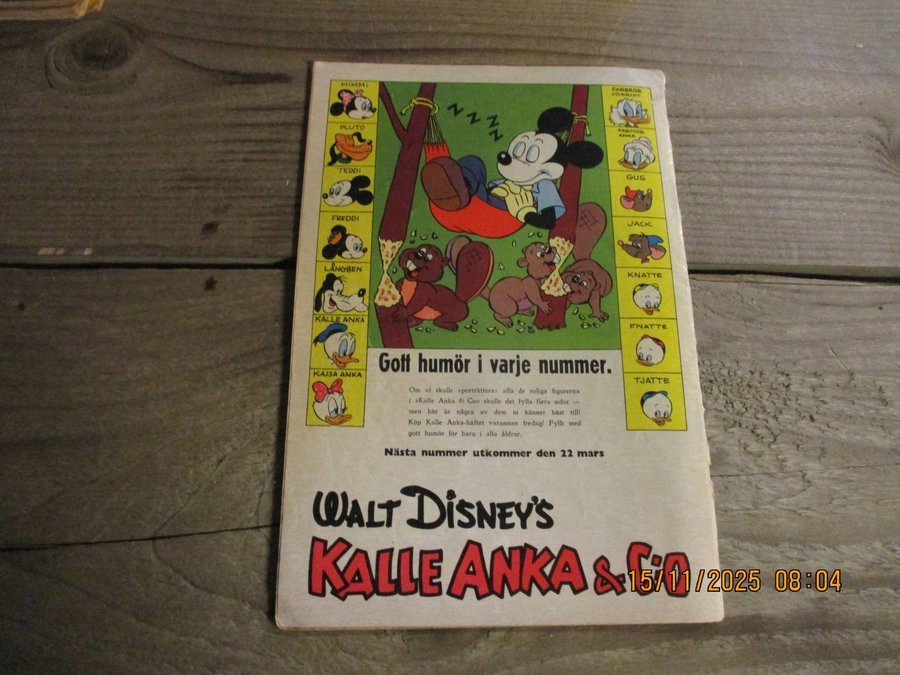 MIMMI
PLUTO
TEDDI
FREDDI
LÅNGBEN
KALLE ANKA
KAJSA ANKA
Z Z Z Z
FARBROR
JOAKIM
FARMOR
ANKA
GUS
JACK
KNATTE
FNATTE
TJATTE
Gott humör i varje nummer.
Om vi skulle »porträttera» alla de roliga figurerna
i »Kalle Anka & Co» skulle det fylla flera sidor —
men här är några av dem ni känner bäst till!
Köp Kalle Anka-häftet varannan fredag! Fyllt med
gott humör för barn i alla åldrar.
Nästa nummer utkommer den 22 mars
WALT DISNEY'S
KALLE ANKA & C:O
15/11/2025 08:04